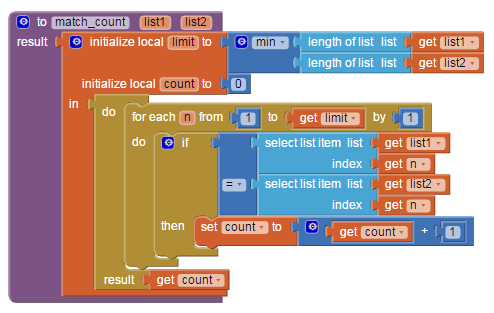 to match_count list1 list2
result initialize local limit to min length of list list get list1
length of list list get list2
initialize local count to 0
in do for each n from 1 to get limit by 1
do if select list item list get list1
index get n
= select list item list get list2
index get n
then set count to get count + 1
result get count